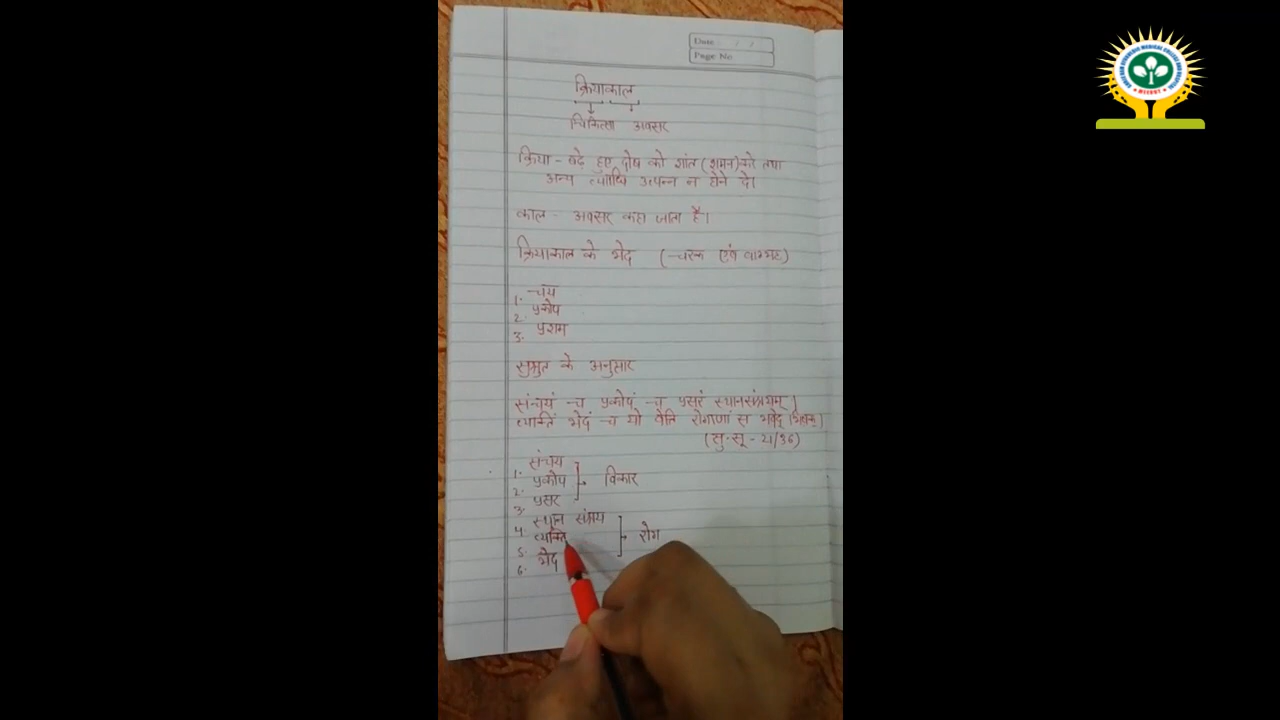 Date / /
Page No
क्रियाकाल
चिकित्सा अवसर
क्रिया - बढ़े हुए दोष को शांत (शमन) करे तथा
अन्य व्याधि उत्पन्न न होने दे।
काल - अवसर कहा जाता है।
क्रियाकाल के भेद (चरक एवं वाग्भट)
1. चय
2. प्रकोप
3. प्रशम
सुश्रुत के अनुसार
संचयं च प्रकोपं च प्रसरं स्थानसंश्रयम्।
व्यक्तिं भेदं च यो वेत्ति रोगाणां स भवेद् भिषक्।
(सु.सू - 21/36)
1. संचय
2. प्रकोप
3. प्रसर
विकार
4. स्थान संश्रय
5. व्यक्ति
6. भेद
रोग
MEERUT